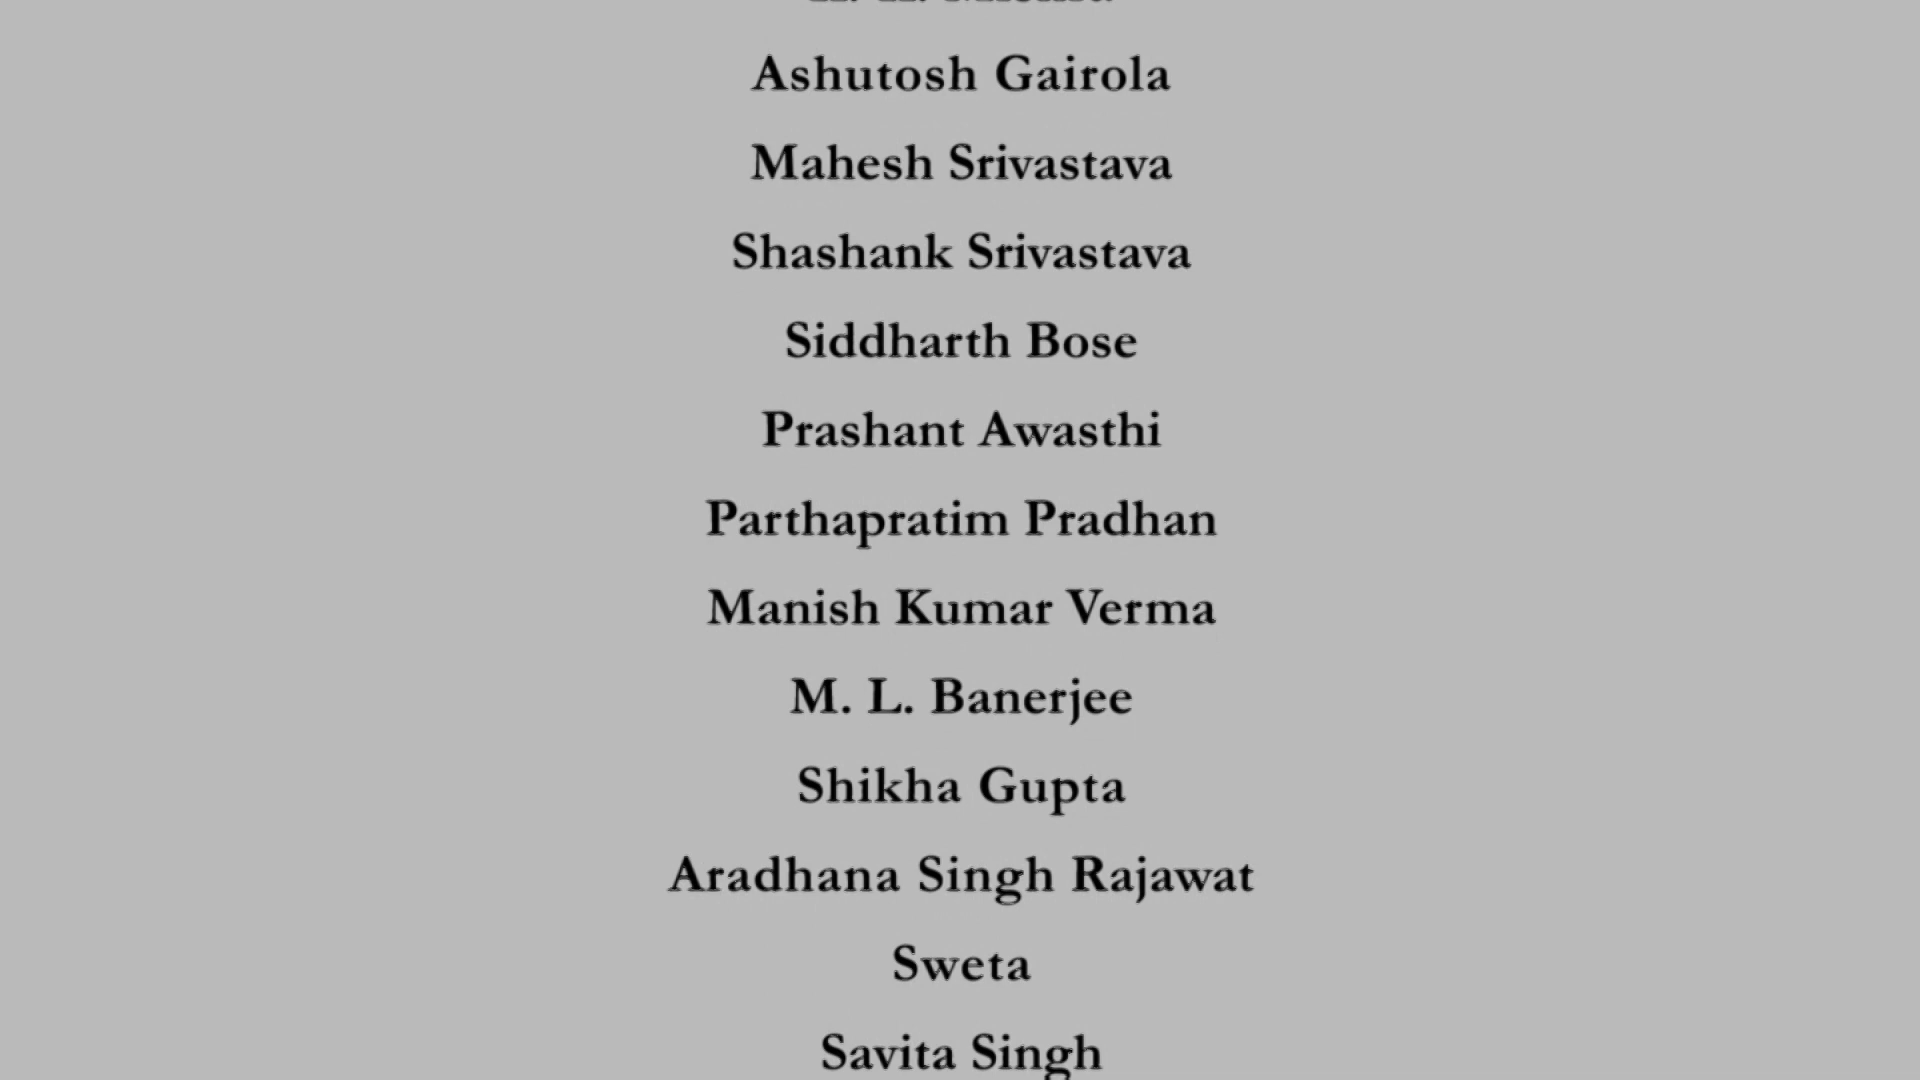 Ashutosh Gairola
Mahesh Srivastava
Shashank Srivastava
Siddharth Bose
Prashant Awasthi
Parthapratim Pradhan
Manish Kumar Verma
M. L. Banerjee
Shikha Gupta
Aradhana Singh Rajawat
Sweta
Savita Singh